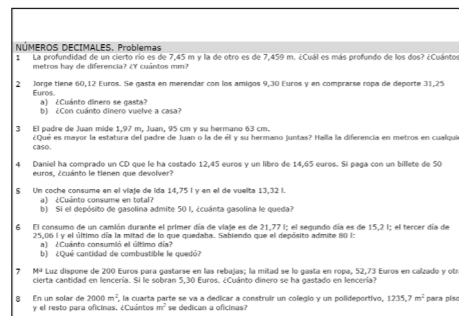 NÚMEROS DECIMALES. Problemas
1 La profundidad de un cierto río es de 7,45 m y la de otro es de 7,459 m. ¿Cuál es más profundo de los dos? ¿Cuántos
metros hay de diferencia? ¿Y cuántos mm?
2 Jorge tiene 60,12 Euros. Se gasta en merendar con los amigos 9,30 Euros y en comprarse ropa de deporte 31,25
Euros.
a) ¿Cuánto dinero se gasta?
b) ¿Con cuánto dinero vuelve a casa?
3 El padre de Juan mide 1,97 m, Juan, 95 cm y su hermano 63 cm.
¿Qué es mayor la estatura del padre de Juan o la de él y su hermano juntas? Halla la diferencia en metros en cualquie
caso.
4 Daniel ha comprado un CD que le ha costado 12,45 euros y un libro de 14,65 euros. Si paga con un billete de 50
euros, ¿cuánto le tienen que devolver?
5 Un coche consume en el viaje de ida 14,75 l y en el de vuelta 13,32 l.
a) ¿Cuánto consume en total?
b) Si el depósito de gasolina admite 50 l, ¿cuánta gasolina le queda?
6 El consumo de un camión durante el primer día de viaje es de 21,77 l; el segundo día es de 15,2 l; el tercer día de
25,06 l y el último día la mitad de lo que quedaba. Sabiendo que el depósito admite 80 l:
a) ¿Cuánto consumió el último día?
b) ¿Qué cantidad de combustible le quedó?
7 Mª Luz dispone de 200 Euros para gastarse en las rebajas; la mitad se lo gasta en ropa, 52,73 Euros en calzado y otr
cierta cantidad en lencería. Si le sobran 5,30 Euros. ¿Cuánto dinero se ha gastado en lencería?
8 En un solar de 2000 m², la cuarta parte se va a dedicar a construir un colegio y un polideportivo, 1235,7 m² para piso
y el resto para oficinas. ¿Cuántos m² se dedican a oficinas?